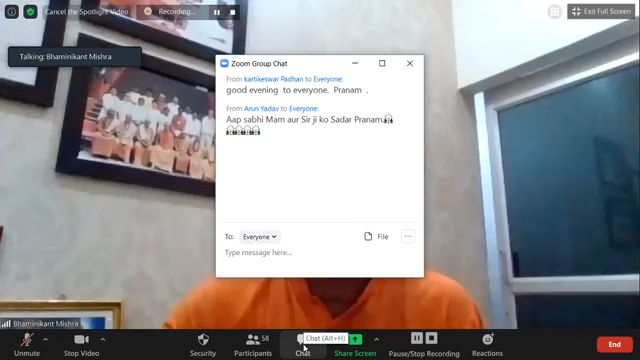 Cancel the Spotlight Video
Recording...
Exit Full Screen
Talking: Bhaminikant Mishra
Zoom Group Chat
From kartikeswar Padhan to Everyone:
good evening to everyone. Pranam .
From Arun Yadav to Everyone:
Aap sabhi Mam aur Sir ji ko Sadar Pranam
To: Everyone
File
Type message here...
Bhaminikant Mishra
58
Chat (Alt+H)
Unmute
Stop Video
Security
Participants
Chat
Share Screen
Pause/Stop Recording
Reactions
End